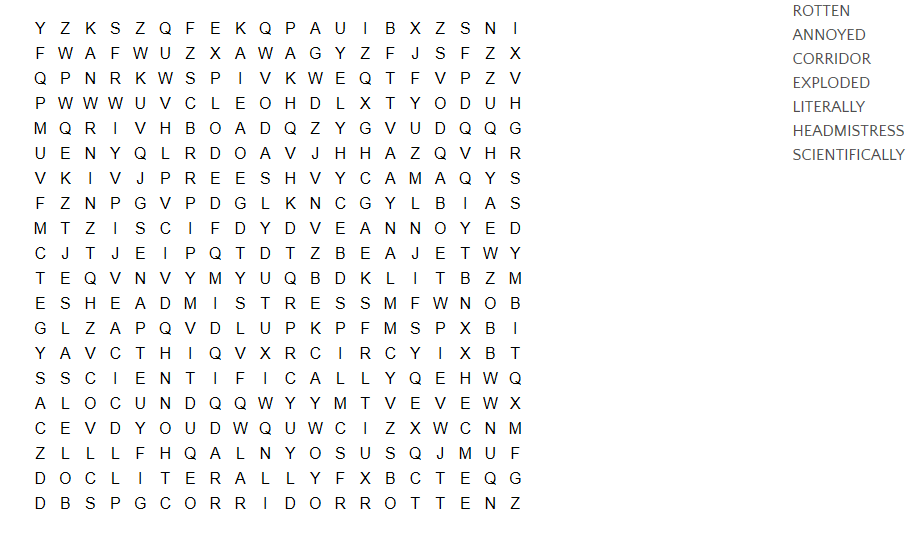 Y Z K S Z Q F E K Q P A U I B X Z S N I
F W A F W U Z X A W A G Y Z F J S F Z X
Q P N R K W S P I V K W E Q T F V P Z V
P W W W U V C L E O H D L X T Y O D U H
M Q R I V H B O A D Q Z Y G V U D Q Q G
U E N Y Q L R D O A V J H H A Z Q V H R
V K I V J P R E E S H V Y C A M A Q Y S
F Z N P G V P D G L K N C G Y L B I A S
M T Z I S C I F D Y D V E A N N O Y E D
C J T J E I P Q T D T Z B E A J E T W Y
T E Q V N V Y M Y U Q B D K L I T B Z M
E S H E A D M I S T R E S S M F W N O B
G L Z A P Q V D L U P K P F M S P X B I
Y A V C T H I Q V X R C I R C Y I X B T
S S C I E N T I F I C A L L Y Q E H W Q
A L O C U N D Q Q W Y Y M T V E V E W X
C E V D Y O U D W Q U W C I Z X W C N M
Z L L L F H Q A L N Y O S U S Q J M U F
D O C L I T E R A L L Y F X B C T E Q G
D B S P G C O R R I D O R R O T T E N Z
ROTTEN
ANNOYED
CORRIDOR
EXPLODED
LITERALLY
HEADMISTRESS
SCIENTIFICALLY